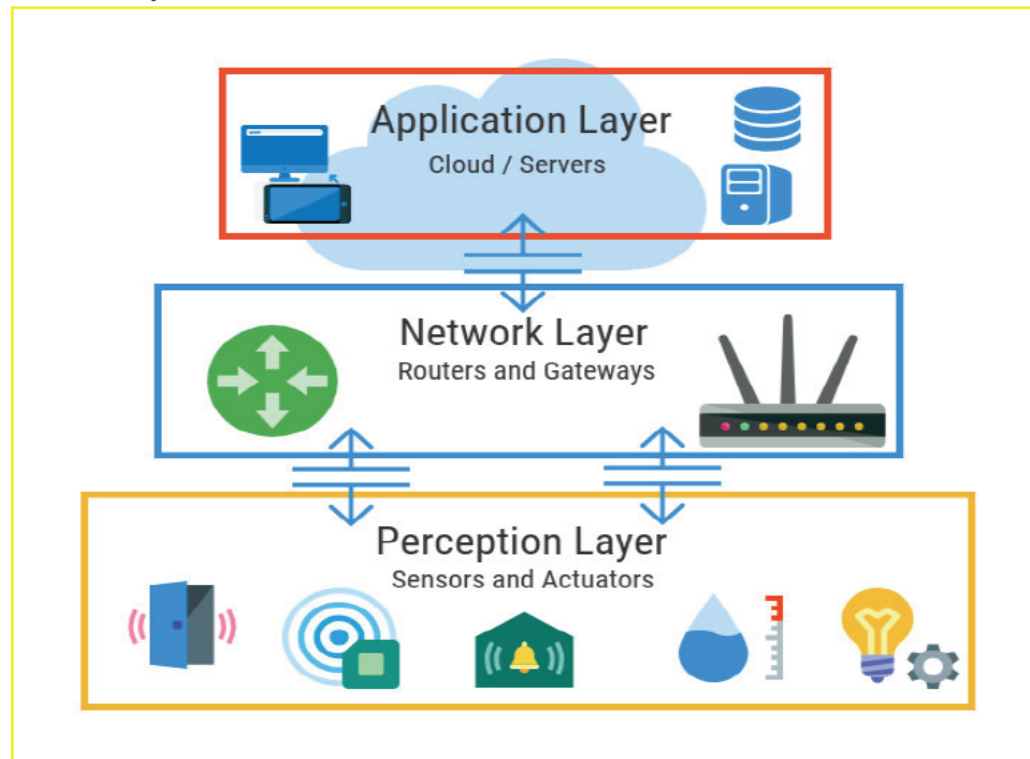 Application Layer
Cloud / Servers
Network Layer
Routers and Gateways
Perception Layer
Sensors and Actuators